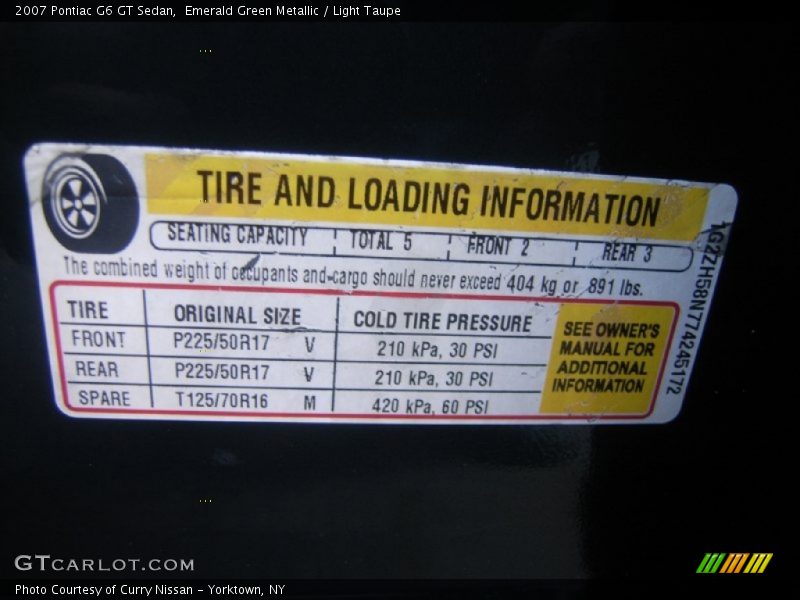 2007 Pontiac G6 GT Sedan,  Emerald Green Metallic / Light Taupe
TIRE AND LOADING INFORMATION
SEATING CAPACITY TOTAL 5 FRONT 2 REAR 3
The combined weight of occupants and cargo should never exceed 404 kg or 891 lbs.
TIRE ORIGINAL SIZE COLD TIRE PRESSURE
FRONT P225/50R17 V 210 kPa, 30 PSI
REAR P225/50R17 V 210 kPa, 30 PSI
SPARE T125/70R16 M 420 kPa, 60 PSI
SEE OWNER'S
MANUAL FOR
ADDITIONAL
INFORMATION
1G2ZH58N774245172
GTCARLOT.COM
Photo Courtesy of Curry Nissan - Yorktown, NY